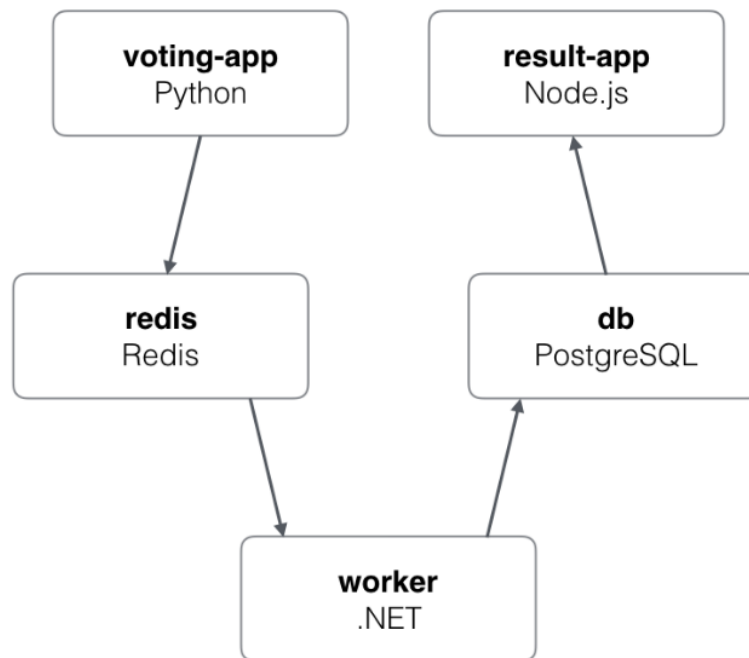 voting-app
Python
result-app
Node.js
redis
Redis
db
PostgreSQL
worker
.NET